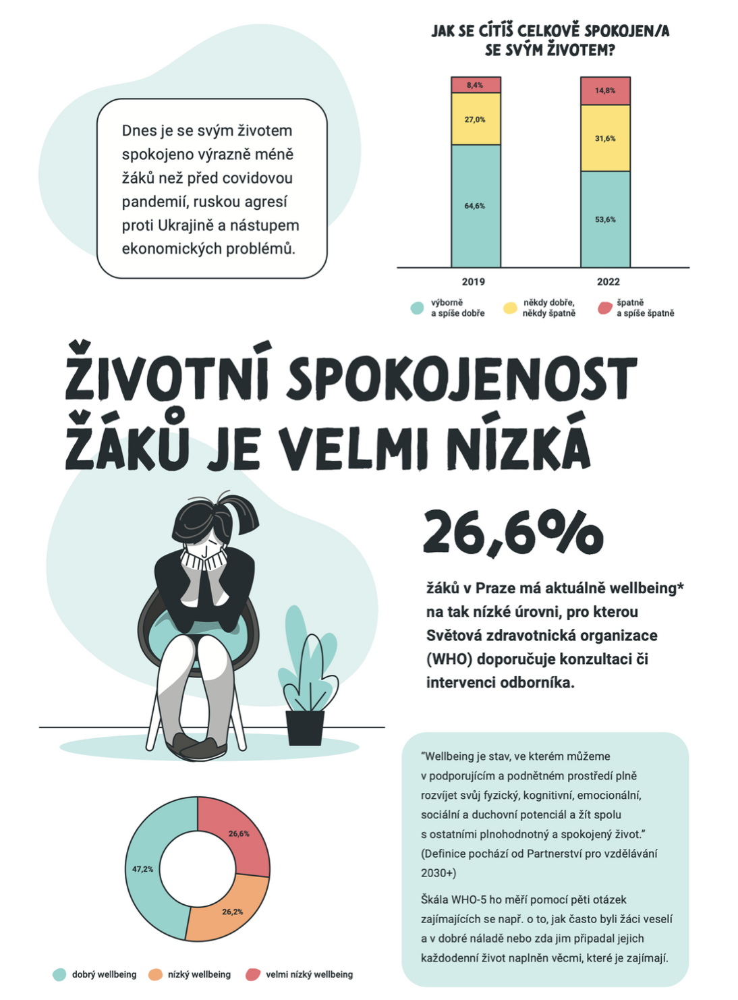 Dnes je se svým životem
spokojeno výrazně méně
žáků než před covidovou
pandemií, ruskou agresí
proti Ukrajině a nástupem
ekonomických problémů.
JAK SE CÍTÍŠ CELKOVĚ SPOKOJEN/A
SE SVÝM ŽIVOTEM?
8,4%
27,0%
64,6%
14,8%
31,6%
53,6%
2019
2022
výborně
a spíše dobře
někdy dobře,
někdy špatně
špatně
a spíše špatně
ŽIVOTNÍ SPOKOJENOST
ŽÁKŮ JE VELMI NÍZKÁ
26,6%
žáků v Praze má aktuálně wellbeing*
na tak nízké úrovni, pro kterou
Světová zdravotnická organizace
(WHO) doporučuje konzultaci či
intervenci odborníka.
“Wellbeing je stav, ve kterém můžeme
v podporujícím a podnětném prostředí plně
rozvíjet svůj fyzický, kognitivní, emocionální,
sociální a duchovní potenciál a žít spolu
s ostatními plnohodnotný a spokojený život.”
(Definice pochází od Partnerství pro vzdělávání
2030+)
Škála WHO-5 ho měří pomocí pěti otázek
zajímajících se např. o to, jak často byli žáci veselí
a v dobré náladě nebo zda jim připadal jejich
každodenní život naplněn věcmi, které je zajímají.
26,6%
47,2%
26,2%
dobrý wellbeing
nízký wellbeing
velmi nízký wellbeing